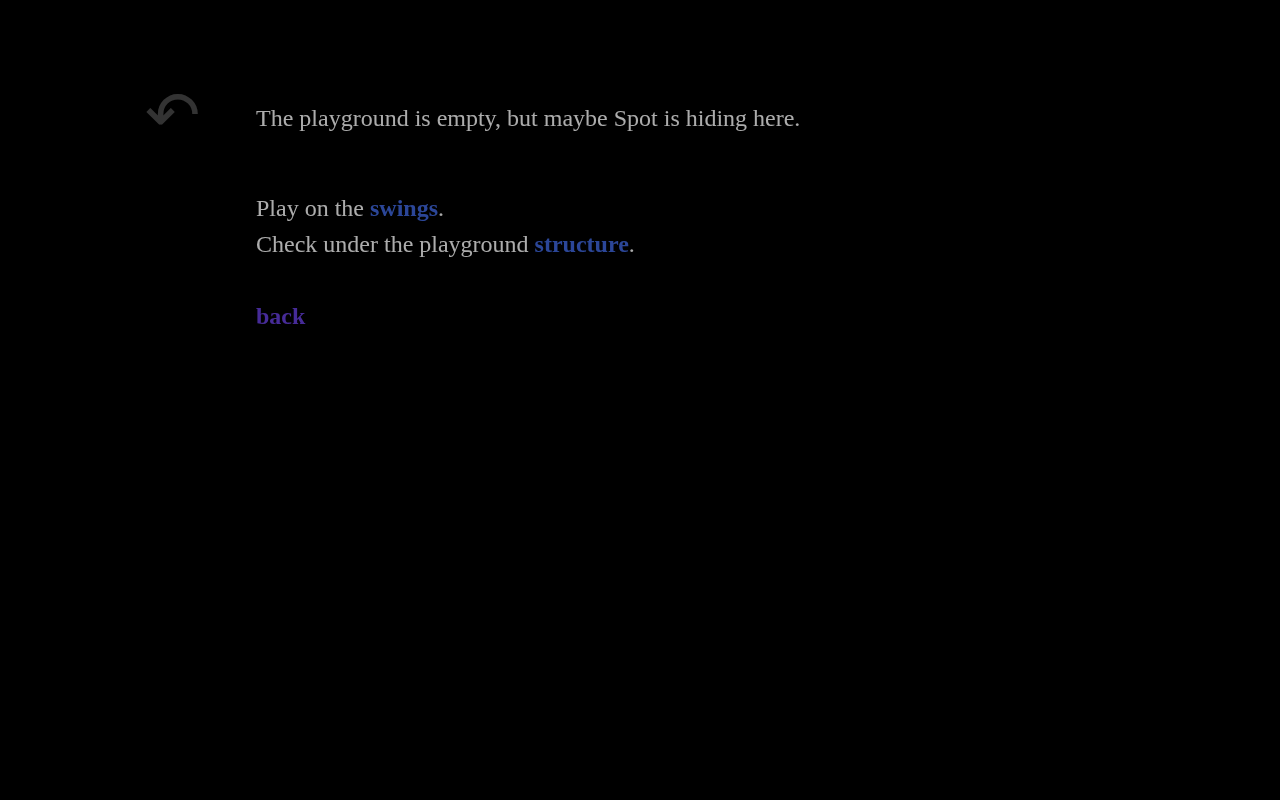 The playground is empty, but maybe Spot is hiding here.
Play on the swings.
Check under the playground structure.
back